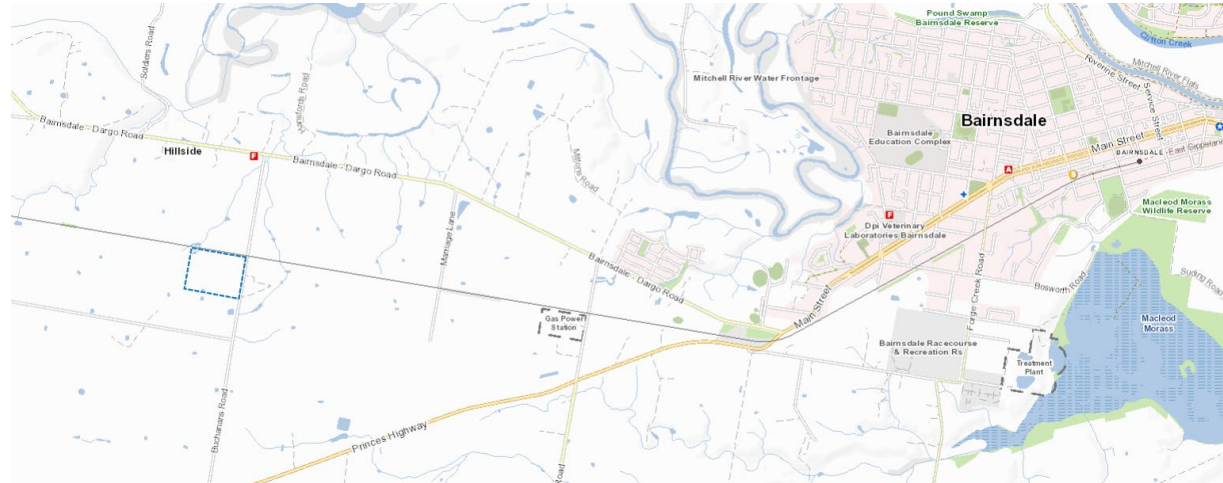 Pound Swamp
Bairnsdale Reserve
Clifton Creek
Mitchell River Flats
Riverine Street
Service Street
Soldiers Road
Hansfords Road
Mitchell River Water Frontage
Bairnsdale
Bairnsdale
Education Complex
Main Street
BAIRNSDALE
East Gippsland
A
F
Bairnsdale - Dargo Road
Hillside
F
Bairnsdale - Dargo Road
Miltons Road
Marriage Lane
Dpi Veterinary
Laboratories Bairnsdale
Macleod Morass
Wildlife Reserve
Bairnsdale - Dargo Road
Bosworth Road
Suding Road
Forge Creek Road
Main Street
Gas Power
Station
Macleod
Morass
Bairnsdale Racecourse
& Recreation Rs
Treatment
Plant
Buchanans Road
Princes Highway
Road